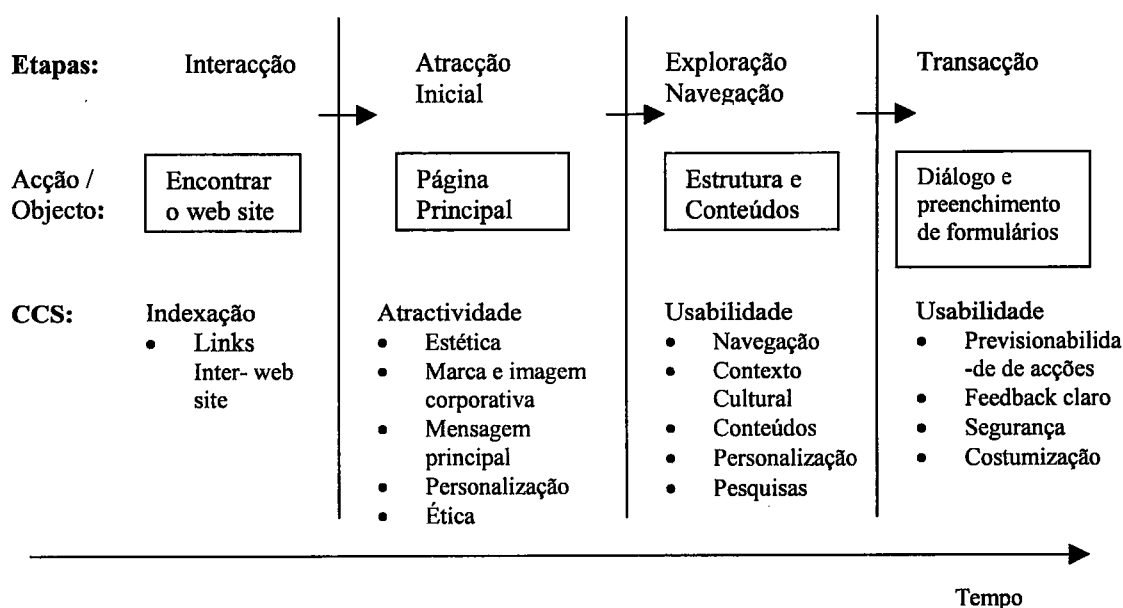 Etapas:
Interacção
Atracção
Inicial
Exploração
Navegação
Transacção
Acção /
Objecto:
Encontrar
o web site
Página
Principal
Estrutura e
Conteúdos
Diálogo e
preenchimento
de formulários
CCS:
Indexação
• Links
Inter- web
site
Atractividade
• Estética
• Marca e imagem
corporativa
• Mensagem
principal
• Personalização
• Ética
Usabilidade
• Navegação
• Contexto
Cultural
• Conteúdos
• Personalização
• Pesquisas
Usabilidade
• Previsionabilida
-de de acções
• Feedback claro
• Segurança
• Costumização
Tempo